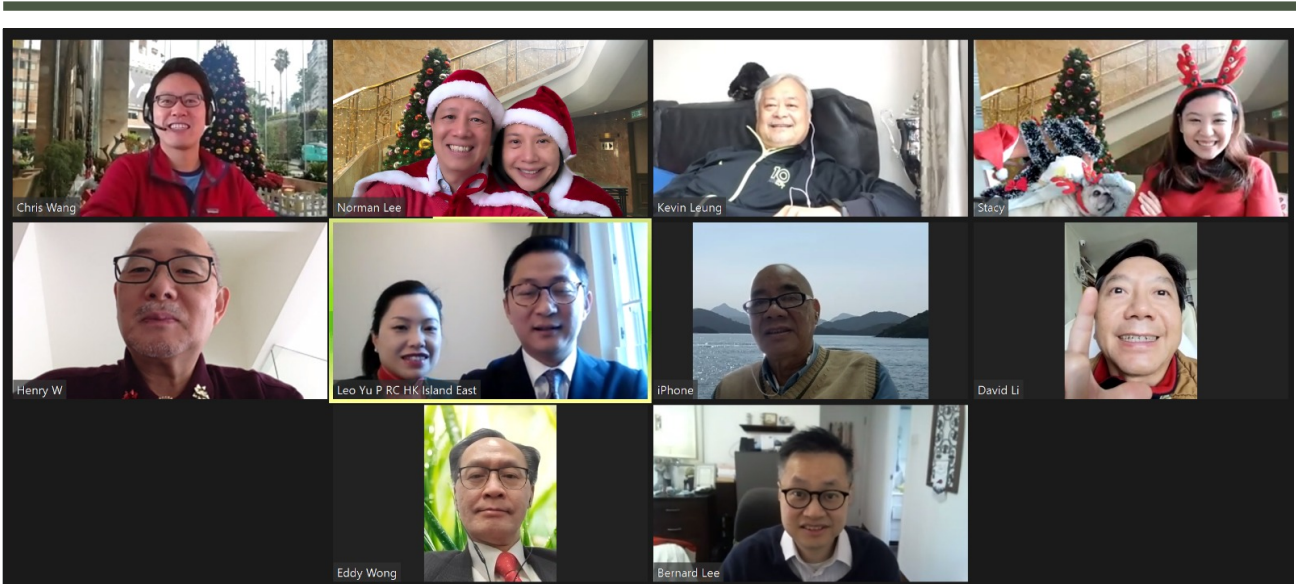 Chris Wang
Norman Lee
Kevin Leung
Stacy
Henry W
Leo Yu P RC HK Island East
iPhone
David Li
Eddy Wong
Bernard Lee
10